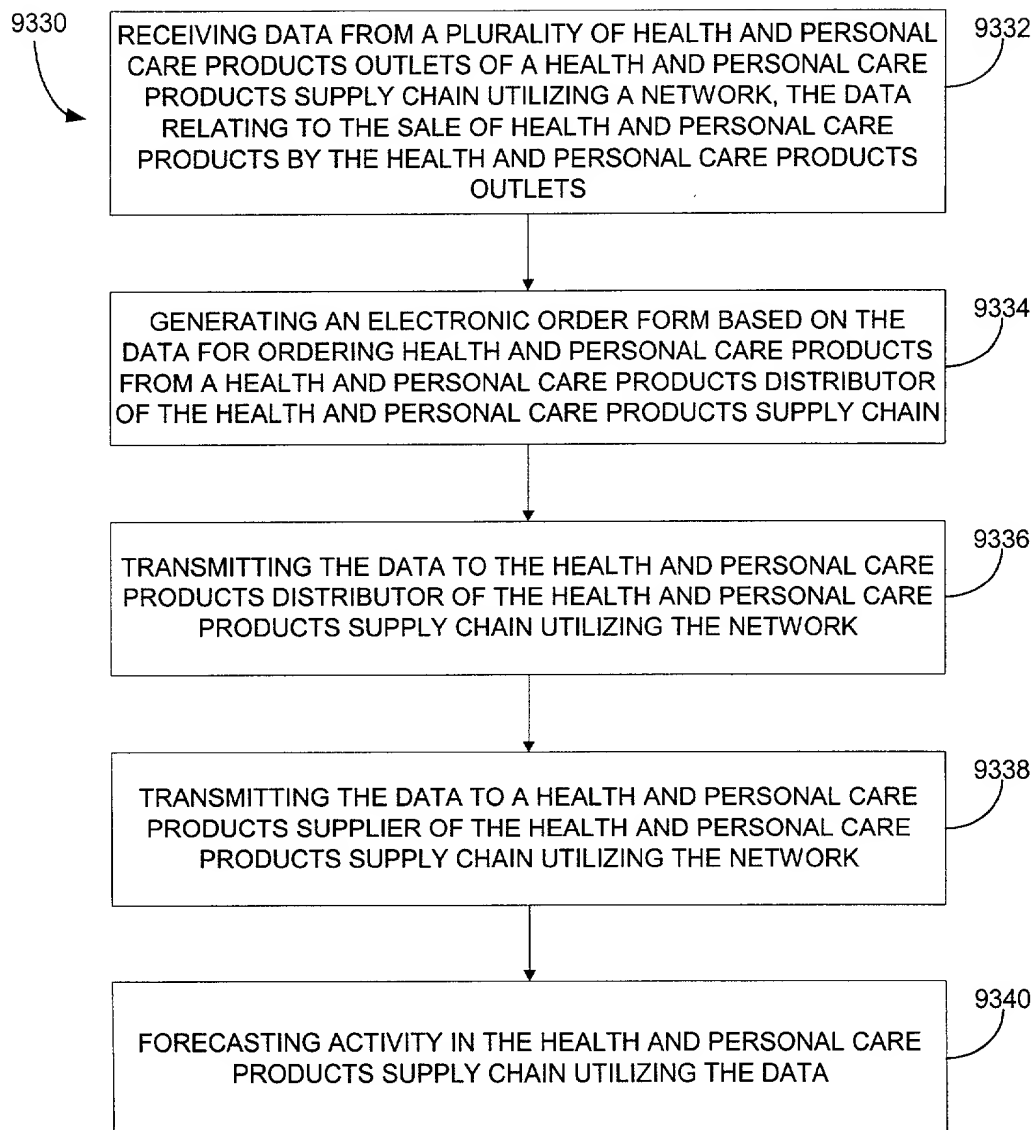 9330
RECEIVING DATA FROM A PLURALITY OF HEALTH AND PERSONAL
CARE PRODUCTS OUTLETS OF A HEALTH AND PERSONAL CARE
PRODUCTS SUPPLY CHAIN UTILIZING A NETWORK, THE DATA
RELATING TO THE SALE OF HEALTH AND PERSONAL CARE
PRODUCTS BY THE HEALTH AND PERSONAL CARE PRODUCTS
OUTLETS
9332
GENERATING AN ELECTRONIC ORDER FORM BASED ON THE
DATA FOR ORDERING HEALTH AND PERSONAL CARE PRODUCTS
FROM A HEALTH AND PERSONAL CARE PRODUCTS DISTRIBUTOR
OF THE HEALTH AND PERSONAL CARE PRODUCTS SUPPLY CHAIN
9334
TRANSMITTING THE DATA TO THE HEALTH AND PERSONAL CARE
PRODUCTS DISTRIBUTOR OF THE HEALTH AND PERSONAL CARE
PRODUCTS SUPPLY CHAIN UTILIZING THE NETWORK
9336
TRANSMITTING THE DATA TO A HEALTH AND PERSONAL CARE
PRODUCTS SUPPLIER OF THE HEALTH AND PERSONAL CARE
PRODUCTS SUPPLY CHAIN UTILIZING THE NETWORK
9338
FORECASTING ACTIVITY IN THE HEALTH AND PERSONAL CARE
PRODUCTS SUPPLY CHAIN UTILIZING THE DATA
9340